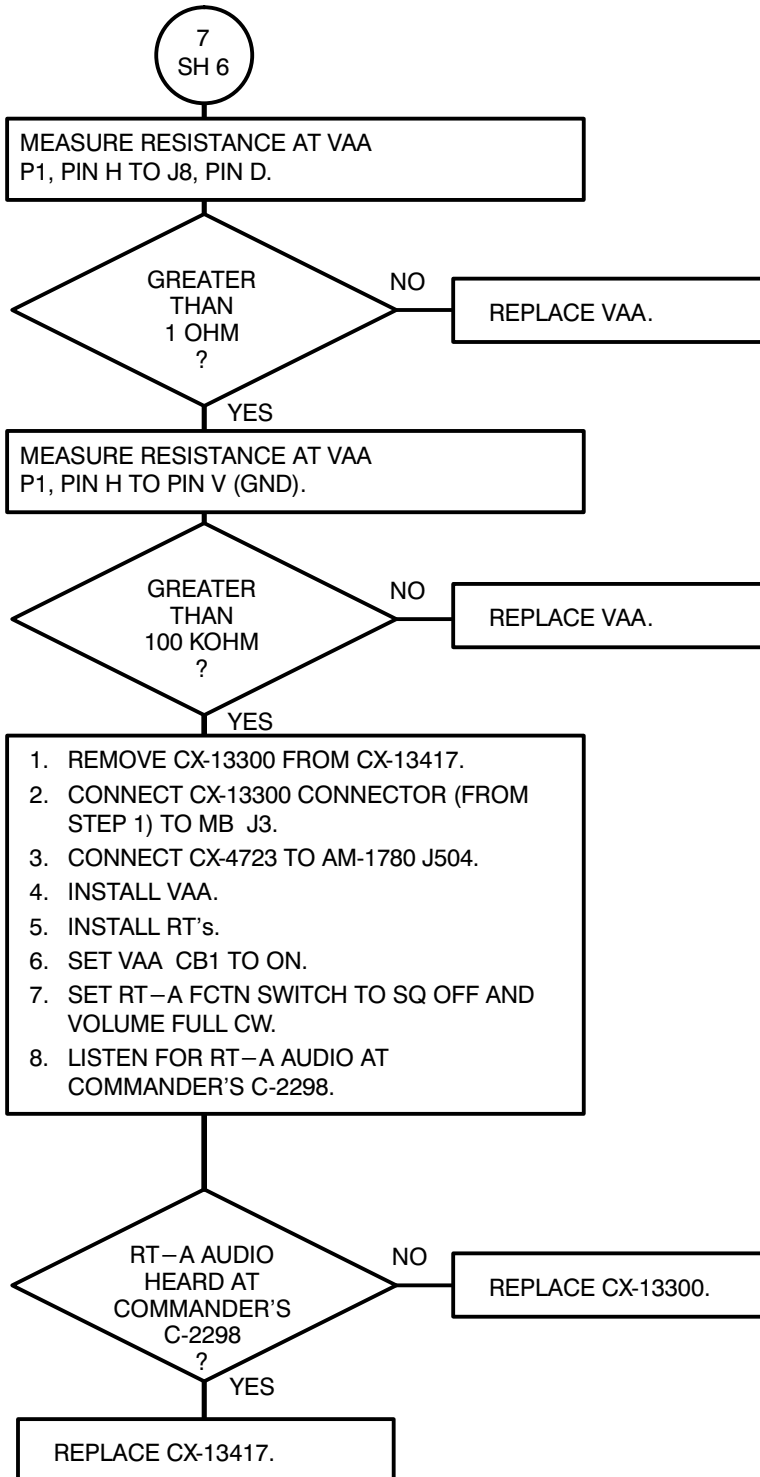 7
SH 6
MEASURE RESISTANCE AT VAA
P1, PIN H TO J8, PIN D.
GREATER
THAN
1 OHM
?
NO
REPLACE VAA.
YES
MEASURE RESISTANCE AT VAA
P1, PIN H TO PIN V (GND).
GREATER
THAN
100 KOHM
?
NO
REPLACE VAA.
YES
1. REMOVE CX-13300 FROM CX-13417.
2. CONNECT CX-13300 CONNECTOR (FROM
STEP 1) TO MB J3.
3. CONNECT CX-4723 TO AM-1780 J504.
4. INSTALL VAA.
5. INSTALL RT's.
6. SET VAA CB1 TO ON.
7. SET RT−A FCTN SWITCH TO SQ OFF AND
VOLUME FULL CW.
8. LISTEN FOR RT−A AUDIO AT
COMMANDER'S C-2298.
RT−A AUDIO
HEARD AT
COMMANDER'S
C-2298
?
NO
REPLACE CX-13300.
YES
REPLACE CX-13417.